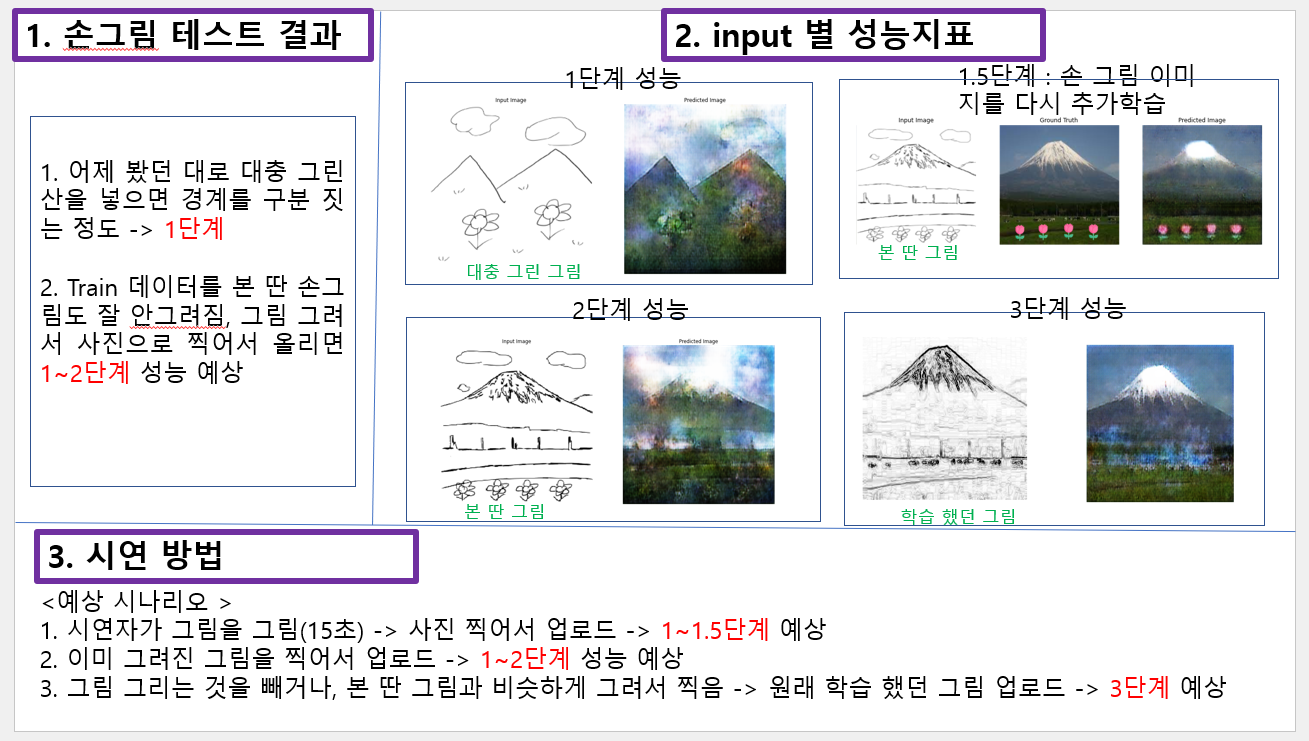 1. 손그림 테스트 결과
1. 어제 봤던 대로 대충 그린
산을 넣으면 경계를 구분 짓
는 정도 -> 1단계
2. Train 데이터를 본 딴 손그
림도 잘 안그려짐, 그림 그려
서 사진으로 찍어서 올리면
1~2단계 성능 예상
2. input 별 성능지표
1단계 성능
Input Image
Predicted Image
대충 그린 그림
1.5단계 : 손 그림 이미
지를 다시 추가학습
Input Image
Ground Truth
Predicted Image
본 딴 그림
2단계 성능
Input Image
Predicted Image
본 딴 그림
3단계 성능
학습 했던 그림
3. 시연 방법
<예상 시나리오 >
1. 시연자가 그림을 그림(15초) -> 사진 찍어서 업로드 -> 1~1.5단계 예상
2. 이미 그려진 그림을 찍어서 업로드 -> 1~2단계 성능 예상
3. 그림 그리는 것을 빼거나, 본 딴 그림과 비슷하게 그려서 찍음 -> 원래 학습 했던 그림 업로드 -> 3단계 예상